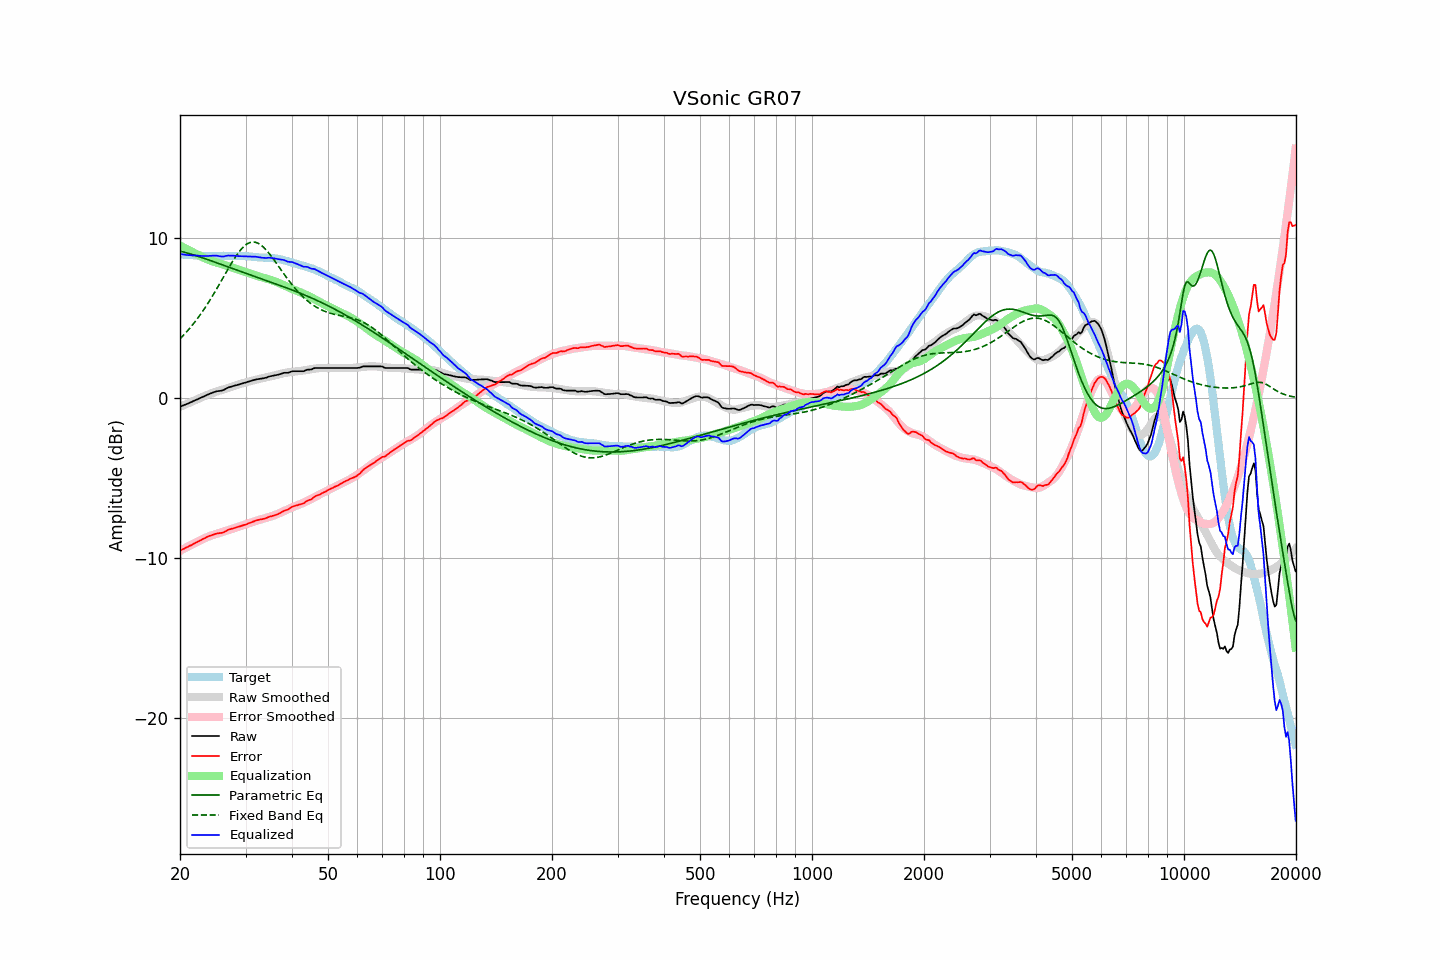 VSonic GR07
Amplitude (dBr)
10
0
−10
−20
Target
Raw Smoothed
Error Smoothed
Raw
Error
Equalization
Parametric Eq
Fixed Band Eq
Equalized
20
50
100
200
500
1000
2000
5000
10000
20000
Frequency (Hz)